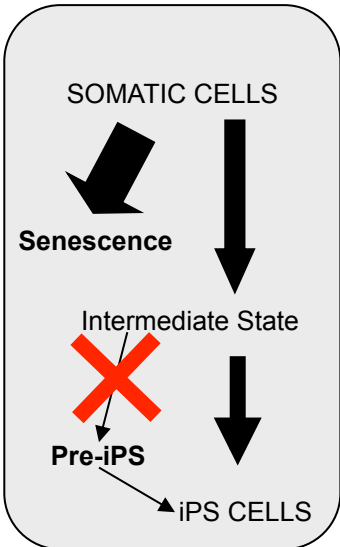 SOMATIC CELLS
Senescence
Intermediate State
Pre-iPS
iPS CELLS